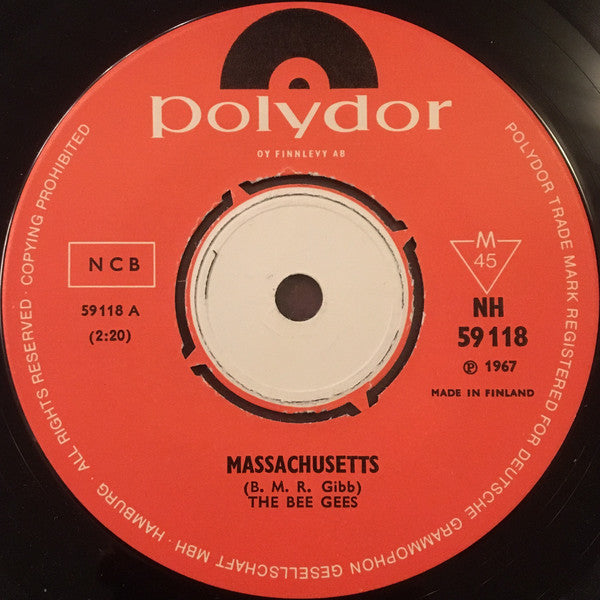 polydor
OY FINNLEVY AB
NCB
59118 A
(2:20)
M
45
NH
59 118
Ⓟ 1967
MADE IN FINLAND
MASSACHUSETTS
(B. M. R. Gibb)
THE BEE GEES
POLYDOR TRADE MARK REGISTERED FOR DEUTSCHE GRAMMOPHON GESELLSCHAFT MBH · HAMBURG · ALL RIGHTS RESERVED · COPYING PROHIBITED